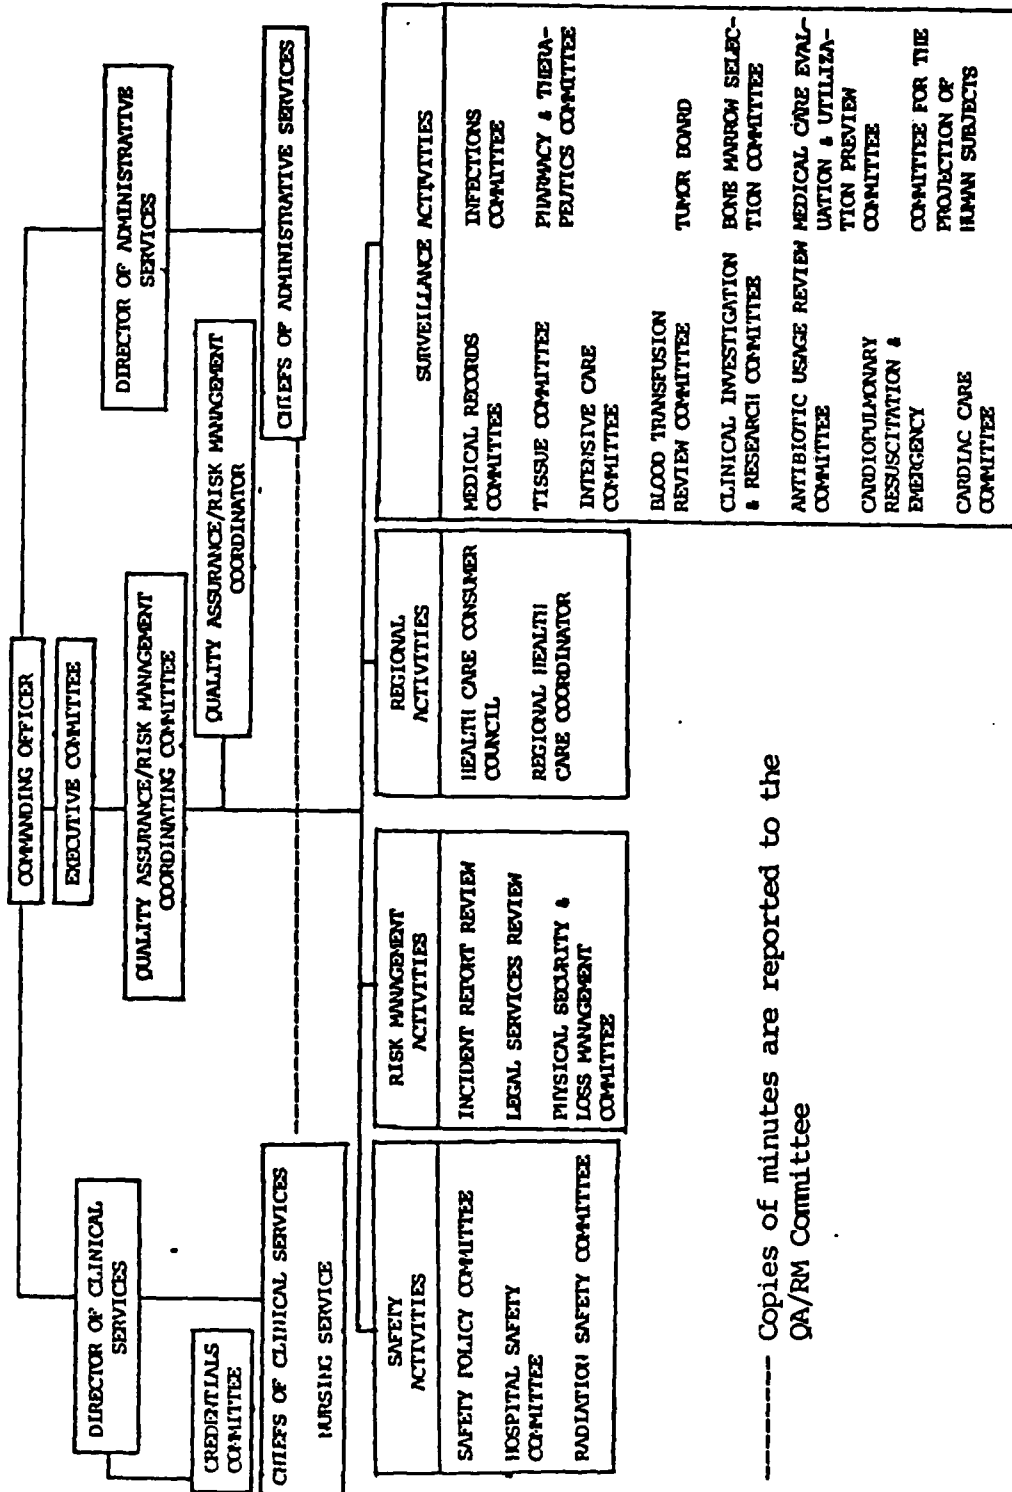 COMMANDING OFFICER
EXECUTIVE COMMITTEE
DIRECTOR OF CLINICAL
SERVICES
QUALITY ASSURANCE/RISK MANAGEMENT
COORDINATING COMMITTEE
DIRECTOR OF ADMINISTRATIVE
SERVICES
CREDENTIALS
COMMITTEE
QUALITY ASSURANCE/RISK MANAGEMENT
COORDINATOR
CHIEFS OF CLINICAL SERVICES
NURSING SERVICE
CHIEFS OF ADMINISTRATIVE SERVICES
SAFETY
ACTIVITIES
SAFETY POLICY COMMITTEE
HOSPITAL SAFETY
COMMITTEE
RADIATION SAFETY COMMITTEE
RISK MANAGEMENT
ACTIVITIES
INCIDENT REPORT REVIEW
LEGAL SERVICES REVIEW
PHYSICAL SECURITY &
LOSS MANAGEMENT
COMMITTEE
REGIONAL
ACTIVITIES
HEALTH CARE CONSUMER
COUNCIL
REGIONAL HEALTH
CARE COORDINATOR
SURVEILLANCE ACTIVITIES
MEDICAL RECORDS
COMMITTEE
TISSUE COMMITTEE
INTENSIVE CARE
COMMITTEE
BLOOD TRANSFUSION
REVIEW COMMITTEE
CLINICAL INVESTIGATION
& RESEARCH COMMITTEE
ANTIBIOTIC USAGE REVIEW
COMMITTEE
CARDIOPULMONARY
RESUSCITATION &
EMERGENCY
CARDIAC CARE
COMMITTEE
INFECTIONS
COMMITTEE
PHARMACY & THERA-
PEUTICS COMMITTEE
TUMOR BOARD
BONE MARROW SELEC-
TION COMMITTEE
MEDICAL CARE EVAL-
UATION & UTILIZA-
TION PREVIEW
COMMITTEE
COMMITTEE FOR THE
PROJECTION OF
HUMAN SUBJECTS
--------- Copies of minutes are reported to the
QA/RM Committee